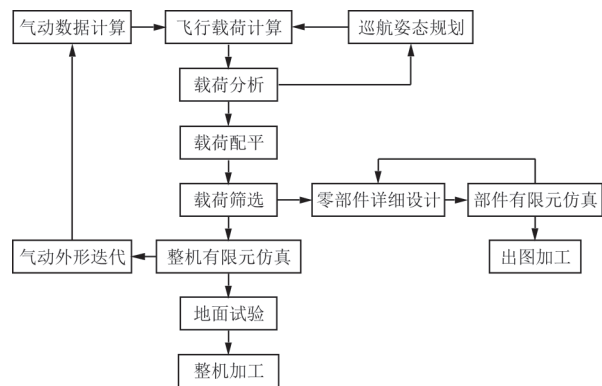 气动数据计算
飞行载荷计算
巡航姿态规划
载荷分析
载荷配平
载荷筛选
零部件详细设计
部件有限元仿真
气动外形迭代
整机有限元仿真
出图加工
地面试验
整机加工